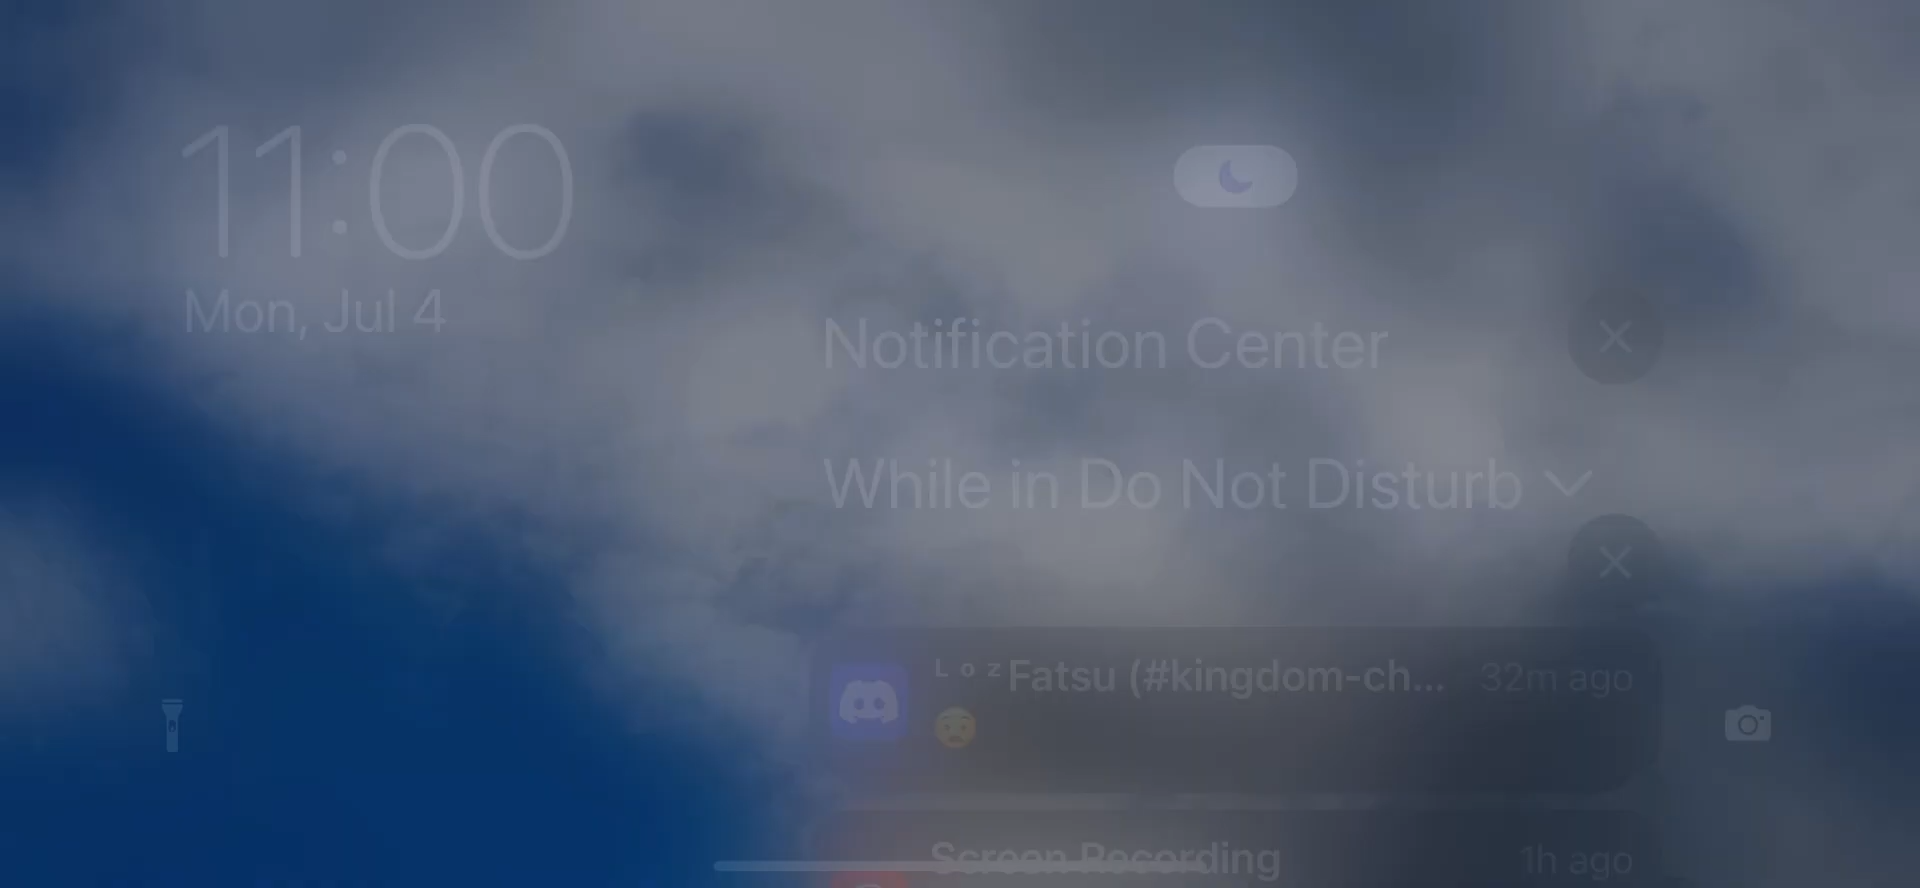 11:00
Mon, Jul 4
Notification Center
While in Do Not Disturb
ᴸ ᵒ ᶻ Fatsu (#kingdom-ch... 32m ago
😧
Screen Recording 1h ago